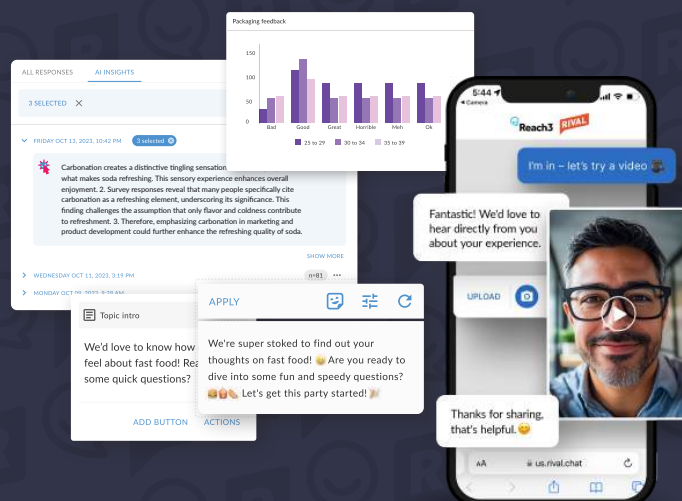 Packaging feedback
150
100
50
0
Bad Good Great Horrible Meh Ok
25 to 29 30 to 34 35 to 39
ALL RESPONSES AI INSIGHTS
3 SELECTED
FRIDAY OCT 13, 2023, 10:42 PM 3 selected
Carbonation creates a distinctive tingling sensation
what makes soda refreshing. This sensory experience enhances overall
enjoyment. 2. Survey responses reveal that many people specifically cite
carbonation as a refreshing element, underscoring its significance. This
finding challenges the assumption that only flavor and coldness contribute
to refreshment. 3. Therefore, emphasizing carbonation in marketing and
product development could further enhance the refreshing quality of soda.
SHOW MORE
WEDNESDAY OCT 11, 2023, 3:19 PM n=81
MONDAY OCT
Topic intro
We'd love to know how
feel about fast food!
some quick questions?
ADD BUTTON ACTIONS
APPLY
We're super stoked to find out your
thoughts on fast food! 😄 Are you ready to
dive into some fun and speedy questions?
🍔🍿🌭 Let's get this party started! 🎉
5:44
Camera
Reach3 RIVAL
I'm in ~ let's try a video 🎥
Fantastic! We'd love to
hear directly from you
about your experience.
UPLOAD
Thanks for sharing,
that's helpful. 😊
AA us.rival.chat